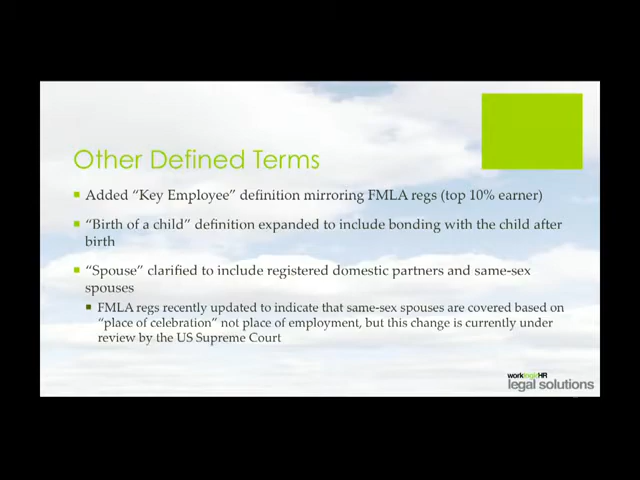 Other Defined Terms
Added “Key Employee” definition mirroring FMLA regs (top 10% earner)
“Birth of a child” definition expanded to include bonding with the child after
birth
“Spouse” clarified to include registered domestic partners and same-sex
spouses
FMLA regs recently updated to indicate that same-sex spouses are covered based on
“place of celebration” not place of employment, but this change is currently under
review by the US Supreme Court
worklogicHR
legal solutions